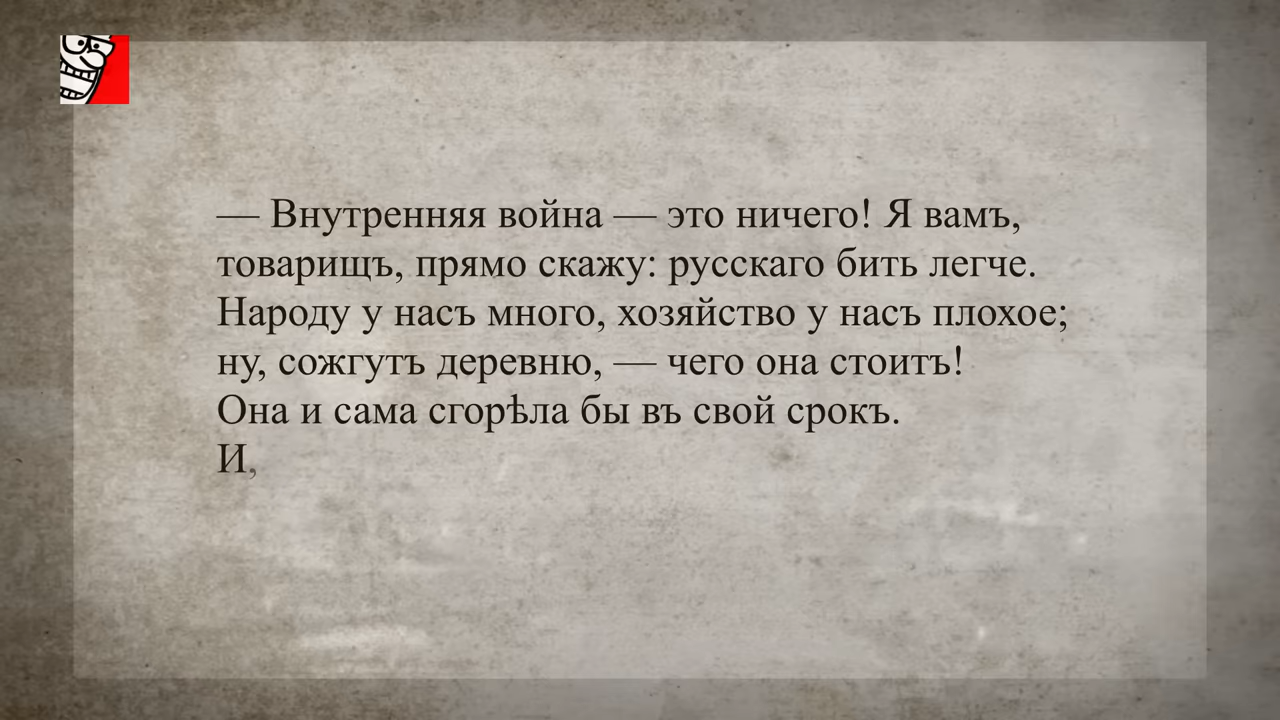 — Внутренняя война — это ничего! Я вамъ,
товарищъ, прямо скажу: русскаго бить легче.
Народу у насъ много, хозяйство у насъ плохое;
ну, сожгутъ деревню, — чего она стоитъ!
Она и сама сгорѣла бы въ свой срокъ.
И,